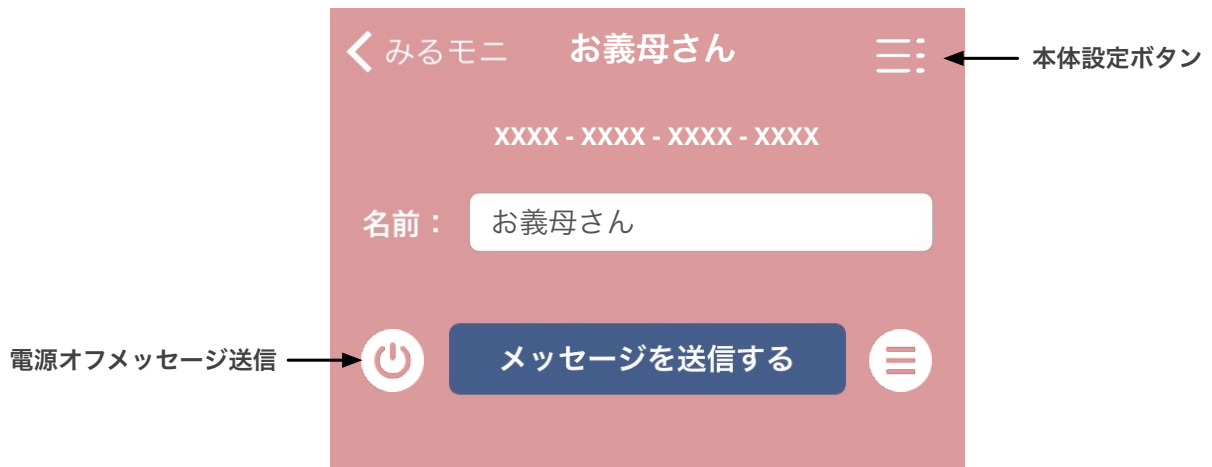 みるモニ
お義母さん
本体設定ボタン
XXXX - XXXX - XXXX - XXXX
名前：
お義母さん
電源オフメッセージ送信
メッセージを送信する